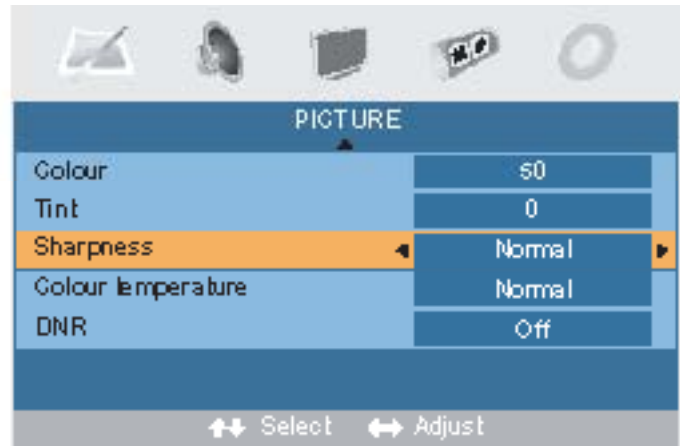 PICTURE
Colour 50
Tint 0
Sharpness Normal
Colour temperature Normal
DNR Off
Select Adjust